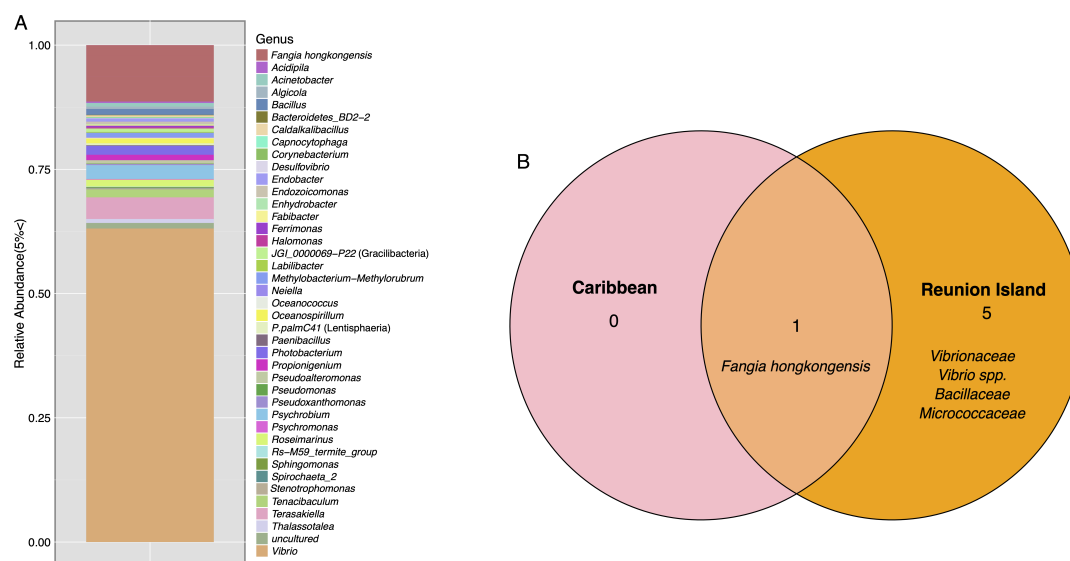 A
Relative Abundance(5%<)
1.00
0.75
0.50
0.25
0.00
Genus
Fangia hongkongensis
Acidipila
Acinetobacter
Algicola
Bacillus
Bacteroidetes_BD2−2
Caldalkalibacillus
Capnocytophaga
Corynebacterium
Desulfovibrio
Endobacter
Endozoicomonas
Enhydrobacter
Fabibacter
Ferrimonas
Halomonas
JGI_0000069−P22 (Gracilibacteria)
Labilibacter
Methylobacterium−Methylorubrum
Neiella
Oceanococcus
Oceanospirillum
P.palmC41 (Lentisphaeria)
Paenibacillus
Photobacterium
Propionigenium
Pseudoalteromonas
Pseudomonas
Pseudoxanthomonas
Psychrobium
Psychromonas
Roseimarinus
Rs−M59_termite_group
Sphingomonas
Spirochaeta_2
Stenotrophomonas
Tenacibaculum
Terasakiella
Thalassotalea
uncultured
Vibrio
B
Caribbean
0
1
Fangia hongkongensis
Reunion Island
5
Vibrionaceae
Vibrio spp.
Bacillaceae
Micrococcaceae